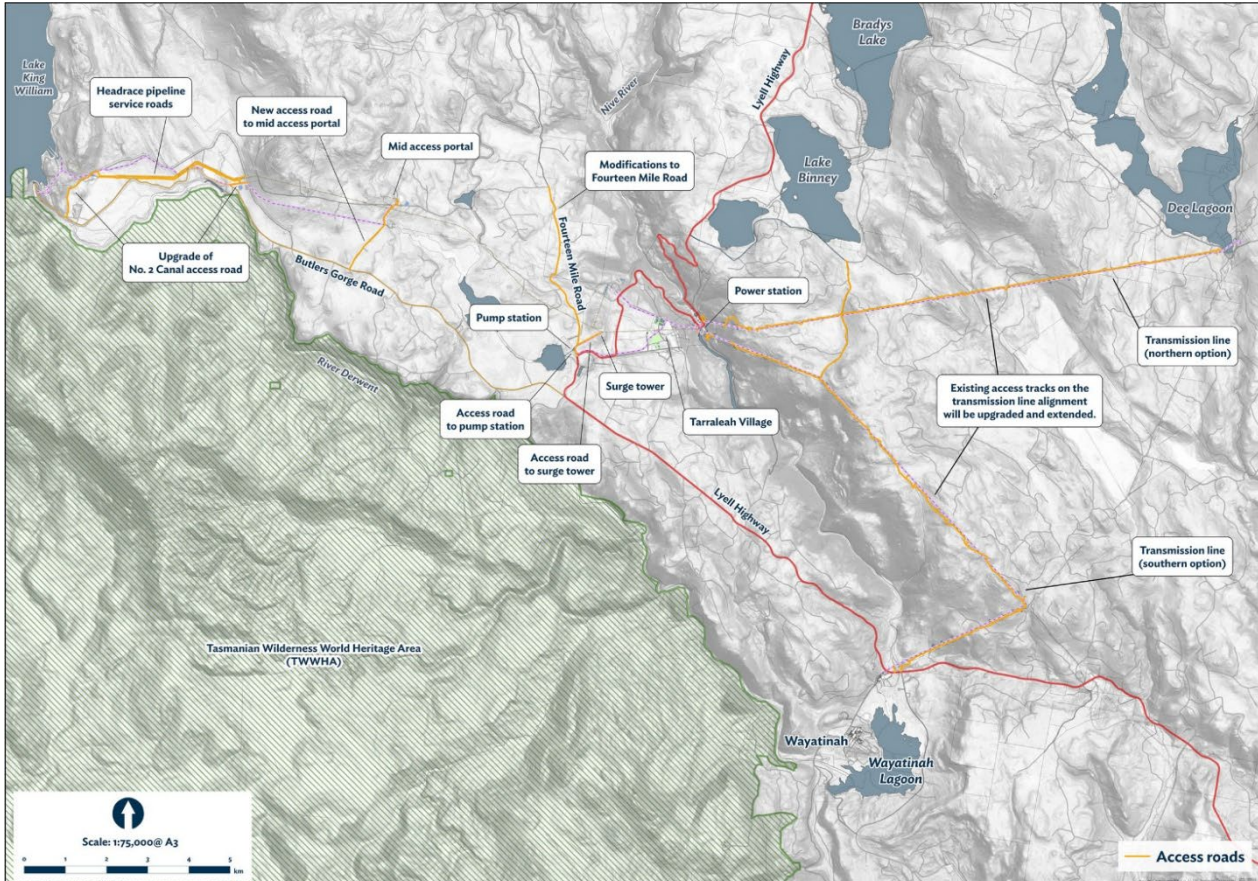 Lake
King
William
Headrace pipeline
service roads
New access road
to mid access portal
Mid access portal
Nive River
Modifications to
Fourteen Mile Road
Lyell Highway
Bradys
Lake
Lake
Binney
Dee Lagoon
Upgrade of
No. 2 Canal access road
Butlers Gorge Road
Fourteen Mile Road
Power station
Pump station
Transmission line
(northern option)
River Derwent
Surge tower
Existing access tracks on the
transmission line alignment
will be upgraded and extended.
Access road
to pump station
Tarraleah Village
Access road
to surge tower
Lyell Highway
Transmission line
(southern option)
Tasmanian Wilderness World Heritage Area
(TWWHA)
Wayatinah
Wayatinah
Lagoon
Scale: 1:75,000@ A3
0 1 2 3 4 5
km
Access roads